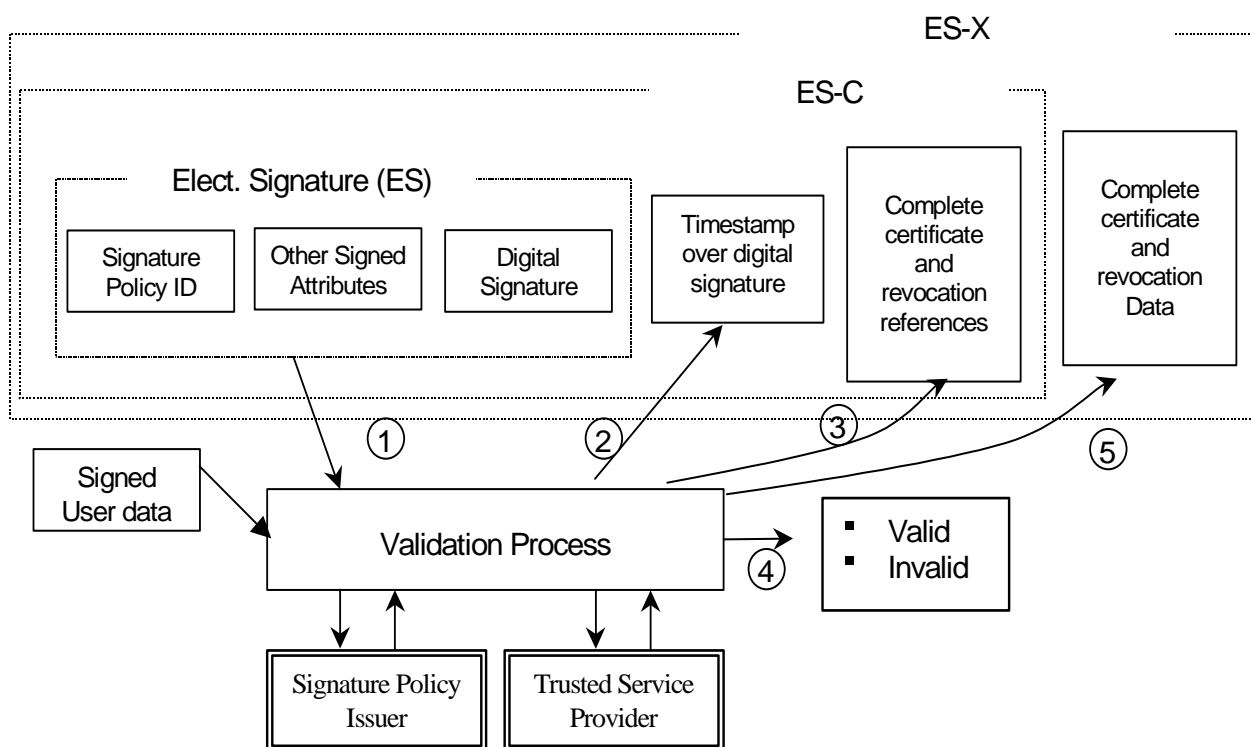 ES-X
ES-C
Elect. Signature (ES)
Signature
Policy ID
Other Signed
Attributes
Digital
Signature
Timestamp
over digital
signature
Complete
certificate
and
revocation
references
Complete
certificate
and
revocation
Data
1
2
3
5
Signed
User data
Validation Process
4
▪ Valid
▪ Invalid
Signature Policy
Issuer
Trusted Service
Provider